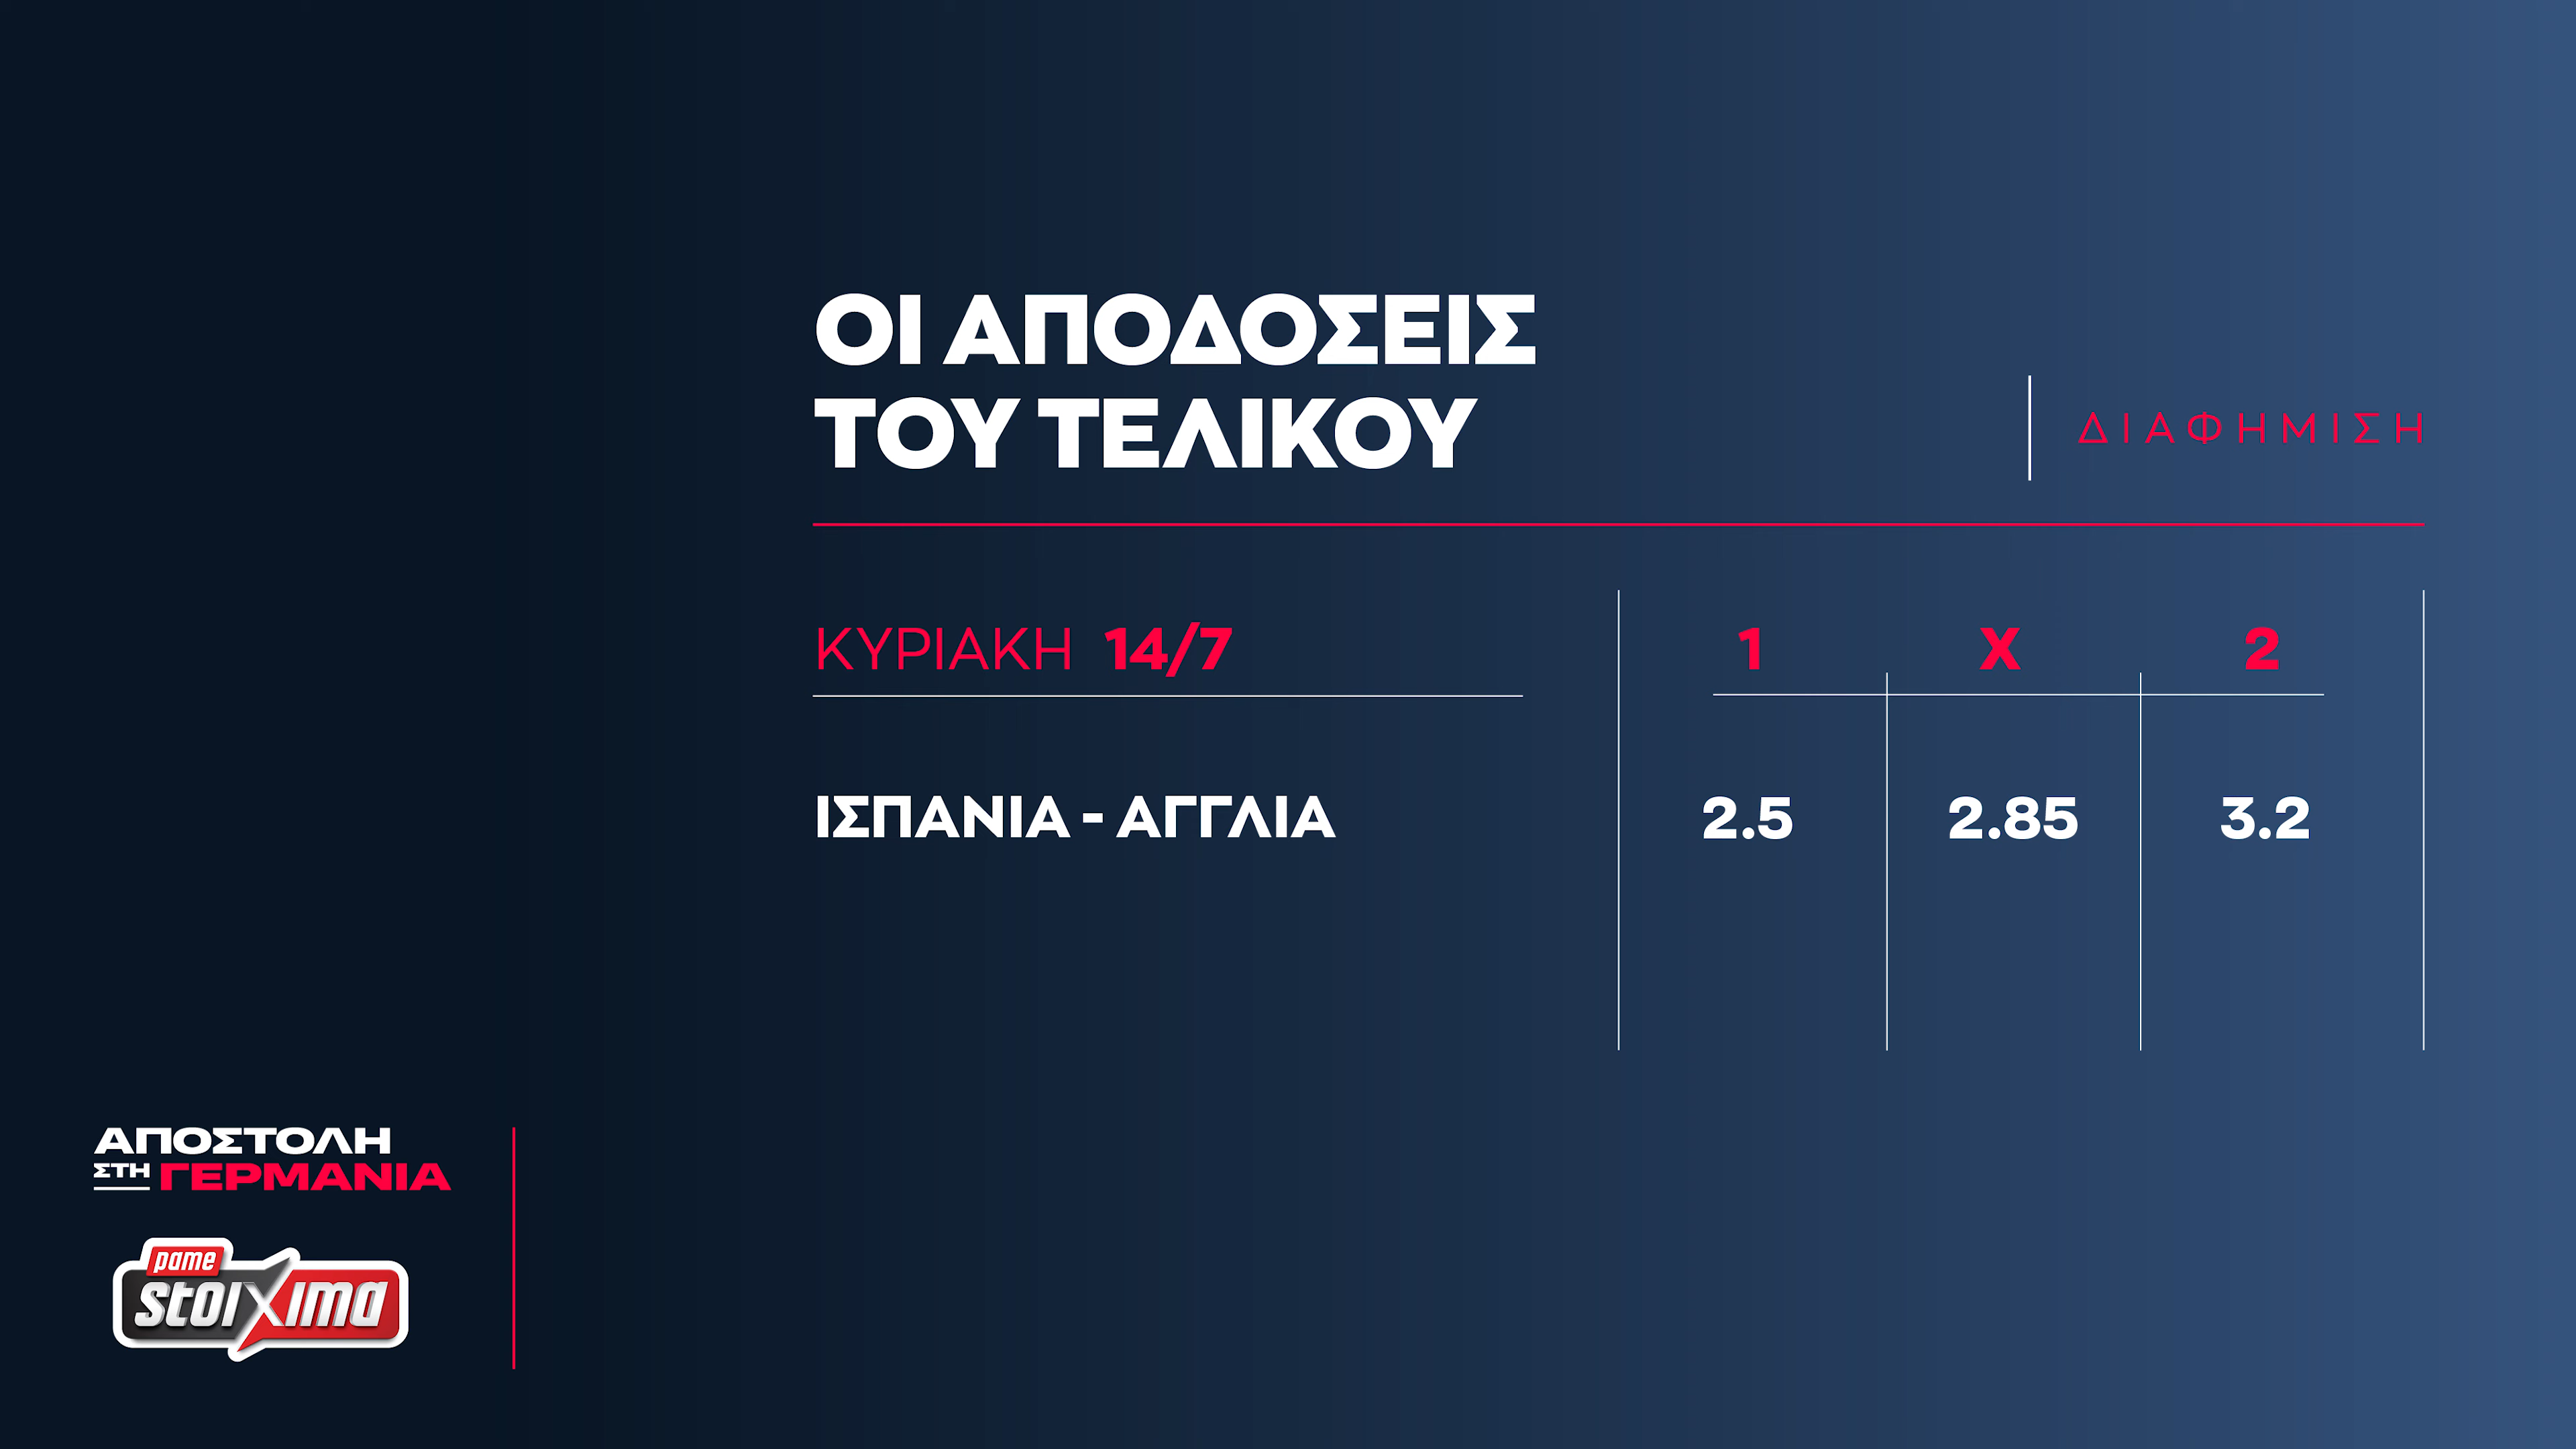 ΟΙ ΑΠΟΔΟΣΕΙΣ
ΤΟΥ ΤΕΛΙΚΟΥ
ΔΙΑΦΗΜΙΣΗ
ΚΥΡΙΑΚΗ 14/7 1 X 2
ΙΣΠΑΝΙΑ - ΑΓΓΛΙΑ 2.5 2.85 3.2
ΑΠΟΣΤΟΛΗ
ΣΤΗ ΓΕΡΜΑΝΙΑ
pame
stoixima